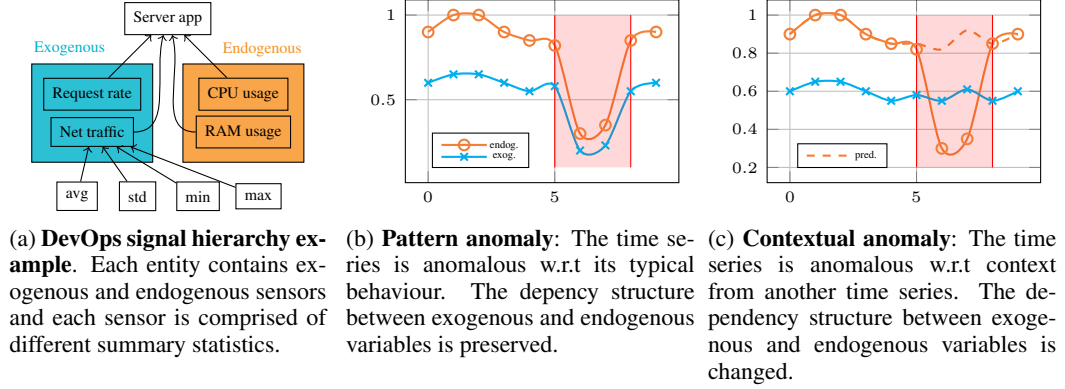 Server app
Exogenous
Endogenous
Request rate
CPU usage
Net traffic
RAM usage
avg
std
min
max
1
0.5
endog.
exog.
0
5
1
0.8
0.6
0.4
0.2
pred.
0
5
(a) DevOps signal hierarchy ex-
ample. Each entity contains ex-
ogenous and endogenous sensors
and each sensor is comprised of
different summary statistics.
(b) Pattern anomaly: The time se-
ries is anomalous w.r.t its typical
behaviour. The depency structure
between exogenous and endogenous
variables is preserved.
(c) Contextual anomaly: The time
series is anomalous w.r.t context
from another time series. The de-
pendency structure between exoge-
nous and endogenous variables is
changed.